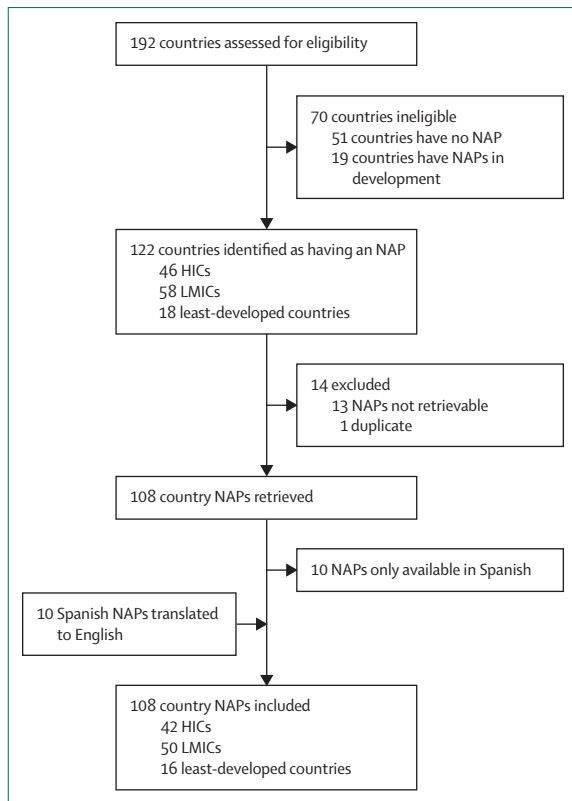 192 countries assessed for eligibility
70 countries ineligible
51 countries have no NAP
19 countries have NAPs in
development
122 countries identified as having an NAP
46 HICs
58 LMICs
18 least-developed countries
14 excluded
13 NAPs not retrievable
1 duplicate
108 country NAPs retrieved
10 NAPs only available in Spanish
10 Spanish NAPs translated
to English
108 country NAPs included
42 HICs
50 LMICs
16 least-developed countries